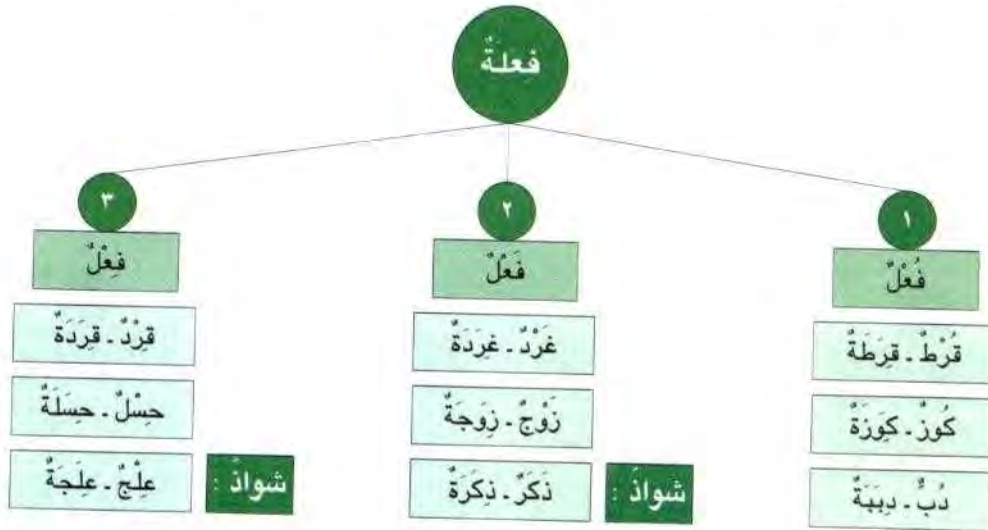 فِعَلَةٌ
١
فُعْلٌ
قُرْطٌ - قِرَطَةٌ
كُوزٌ - كِوَزَةٌ
دُبٌّ - دِبَبَةٌ
٢
فَعْلٌ
غَرْدٌ - غِرَدَةٌ
زَوْجٌ - زِوَجَةٌ
شواذّ : ذَكَرٌ - ذِكَرَةٌ
٣
فِعْلٌ
قِرْدٌ - قِرَدَةٌ
حِسْلٌ - حِسَلَةٌ
شواذّ : عِلْجٌ - عِلَجَةٌ